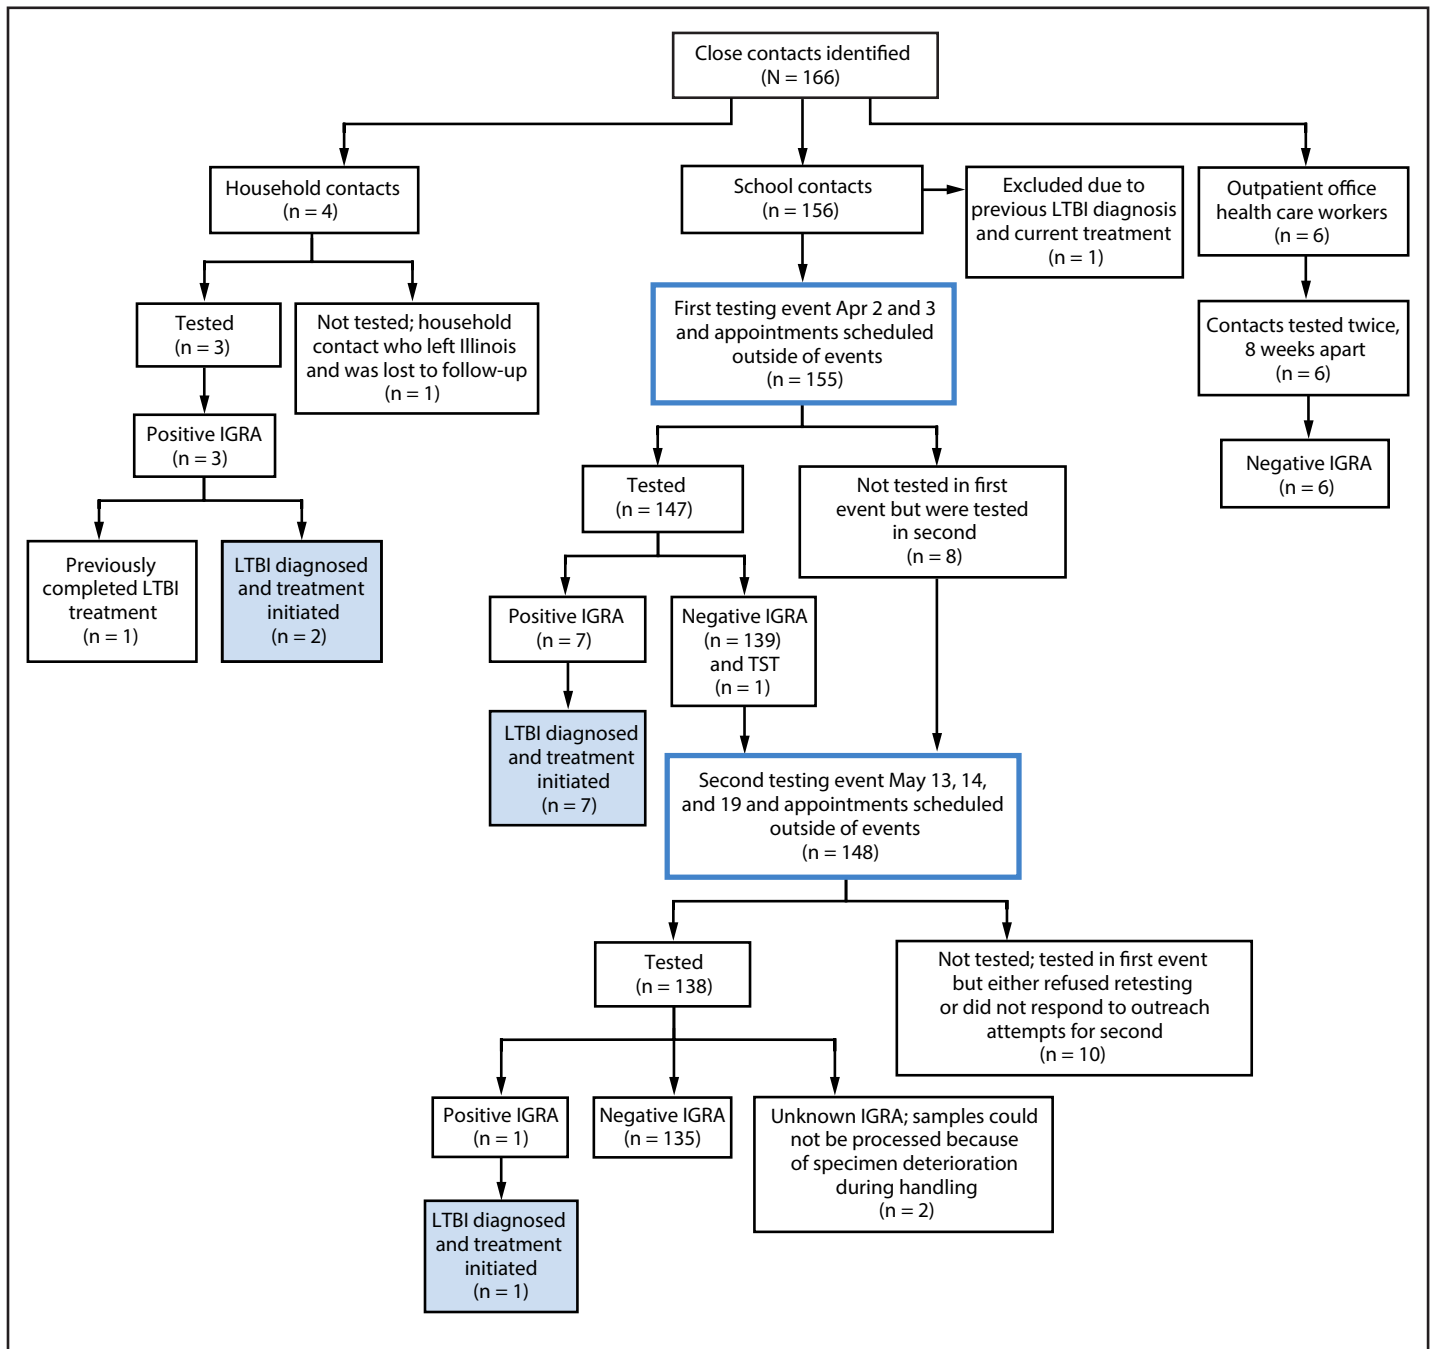 Close contacts identified
(N = 166)
Household contacts
(n = 4)
School contacts
(n = 156)
Excluded due to
previous LTBI diagnosis
and current treatment
(n = 1)
Outpatient office
health care workers
(n = 6)
Tested
(n = 3)
Not tested; household
contact who left Illinois
and was lost to follow-up
(n = 1)
First testing event Apr 2 and 3
and appointments scheduled
outside of events
(n = 155)
Contacts tested twice,
8 weeks apart
(n = 6)
Positive IGRA
(n = 3)
Negative IGRA
(n = 6)
Tested
(n = 147)
Not tested in first
event but were tested
in second
(n = 8)
Previously
completed LTBI
treatment
(n = 1)
LTBI diagnosed
and treatment
initiated
(n = 2)
Positive IGRA
(n = 7)
Negative IGRA
(n = 139)
and TST
(n = 1)
LTBI diagnosed
and treatment
initiated
(n = 7)
Second testing event May 13, 14,
and 19 and appointments scheduled
outside of events
(n = 148)
Tested
(n = 138)
Not tested; tested in first event
but either refused retesting
or did not respond to outreach
attempts for second
(n = 10)
Positive IGRA
(n = 1)
Negative IGRA
(n = 135)
Unknown IGRA; samples could
not be processed because
of specimen deterioration
during handling
(n = 2)
LTBI diagnosed
and treatment
initiated
(n = 1)